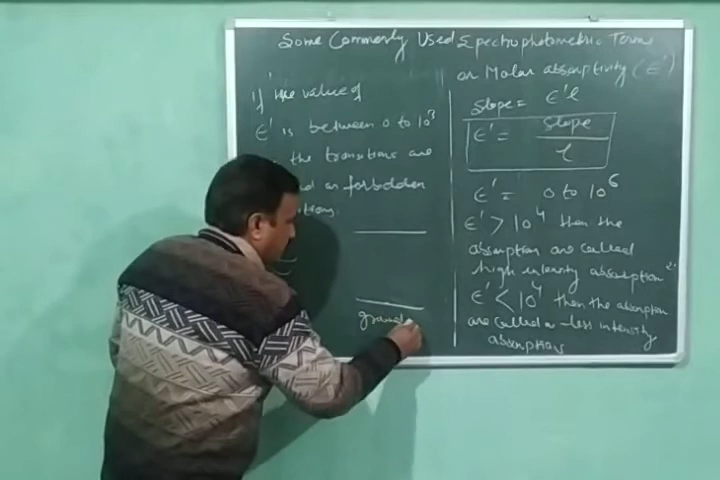 Some Commonly Used Spectrophotometric Terms
or Molar absorptivity (ϵ')
If the value of
ϵ' is between 0 to 10³
the transitions are
as forbidden
slope = ϵ'l
ϵ' = slope / l
ϵ' = 0 to 10⁶
ϵ' > 10⁴ then the
absorption are called
high intensity absorption
ϵ' < 10⁴ then the absorption
are called less intensity
absorptions